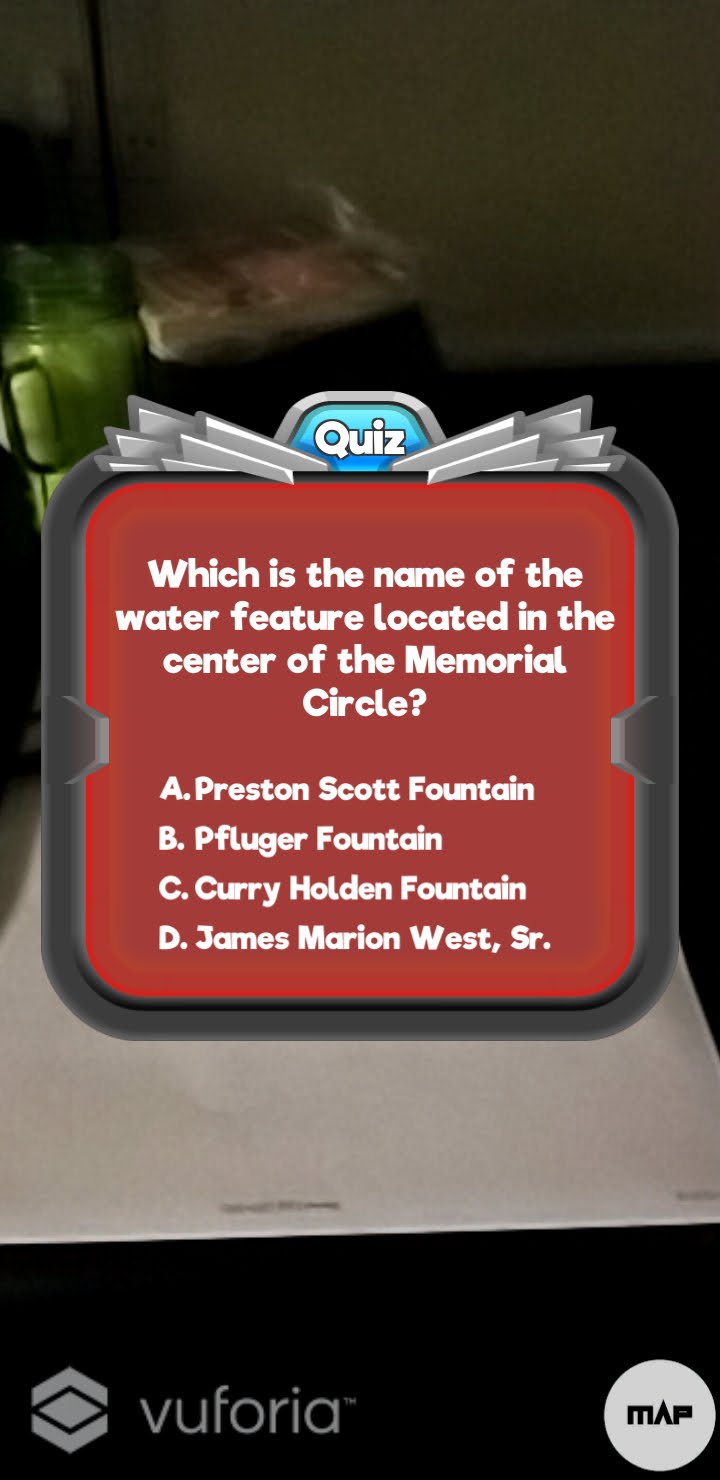 Quiz
Which is the name of the
water feature located in the
center of the Memorial
Circle?
A. Preston Scott Fountain
B. Pfluger Fountain
C. Curry Holden Fountain
D. James Marion West, Sr.
vuforia™
MAP